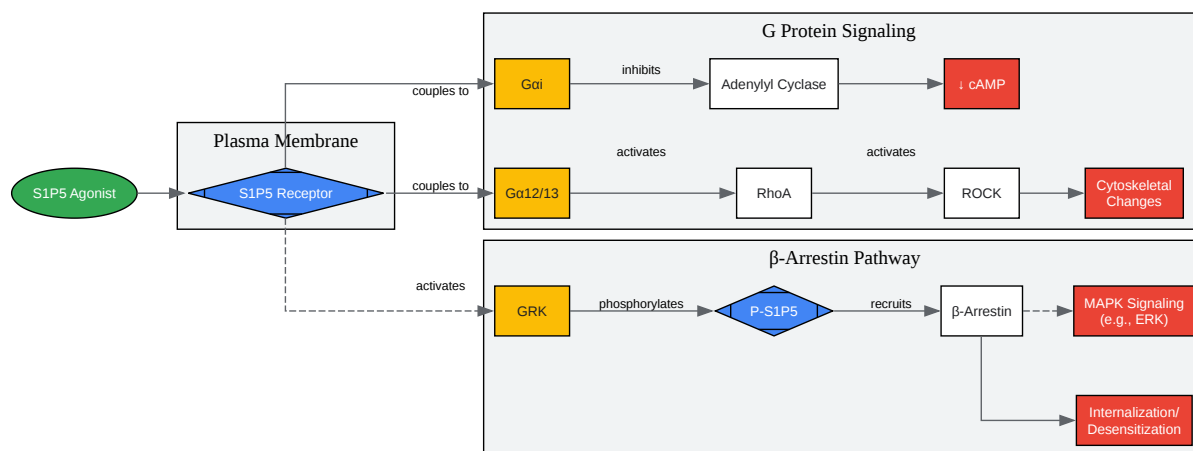 G Protein Signaling
Gαi
inhibits
Adenylyl Cyclase
↓ cAMP
couples to
Plasma Membrane
S1P5 Agonist
S1P5 Receptor
couples to
Gα12/13
activates
RhoA
activates
ROCK
Cytoskeletal
Changes
β-Arrestin Pathway
activates
GRK
phosphorylates
P-S1P5
recruits
β-Arrestin
MAPK Signaling
(e.g., ERK)
Internalization/
Desensitization